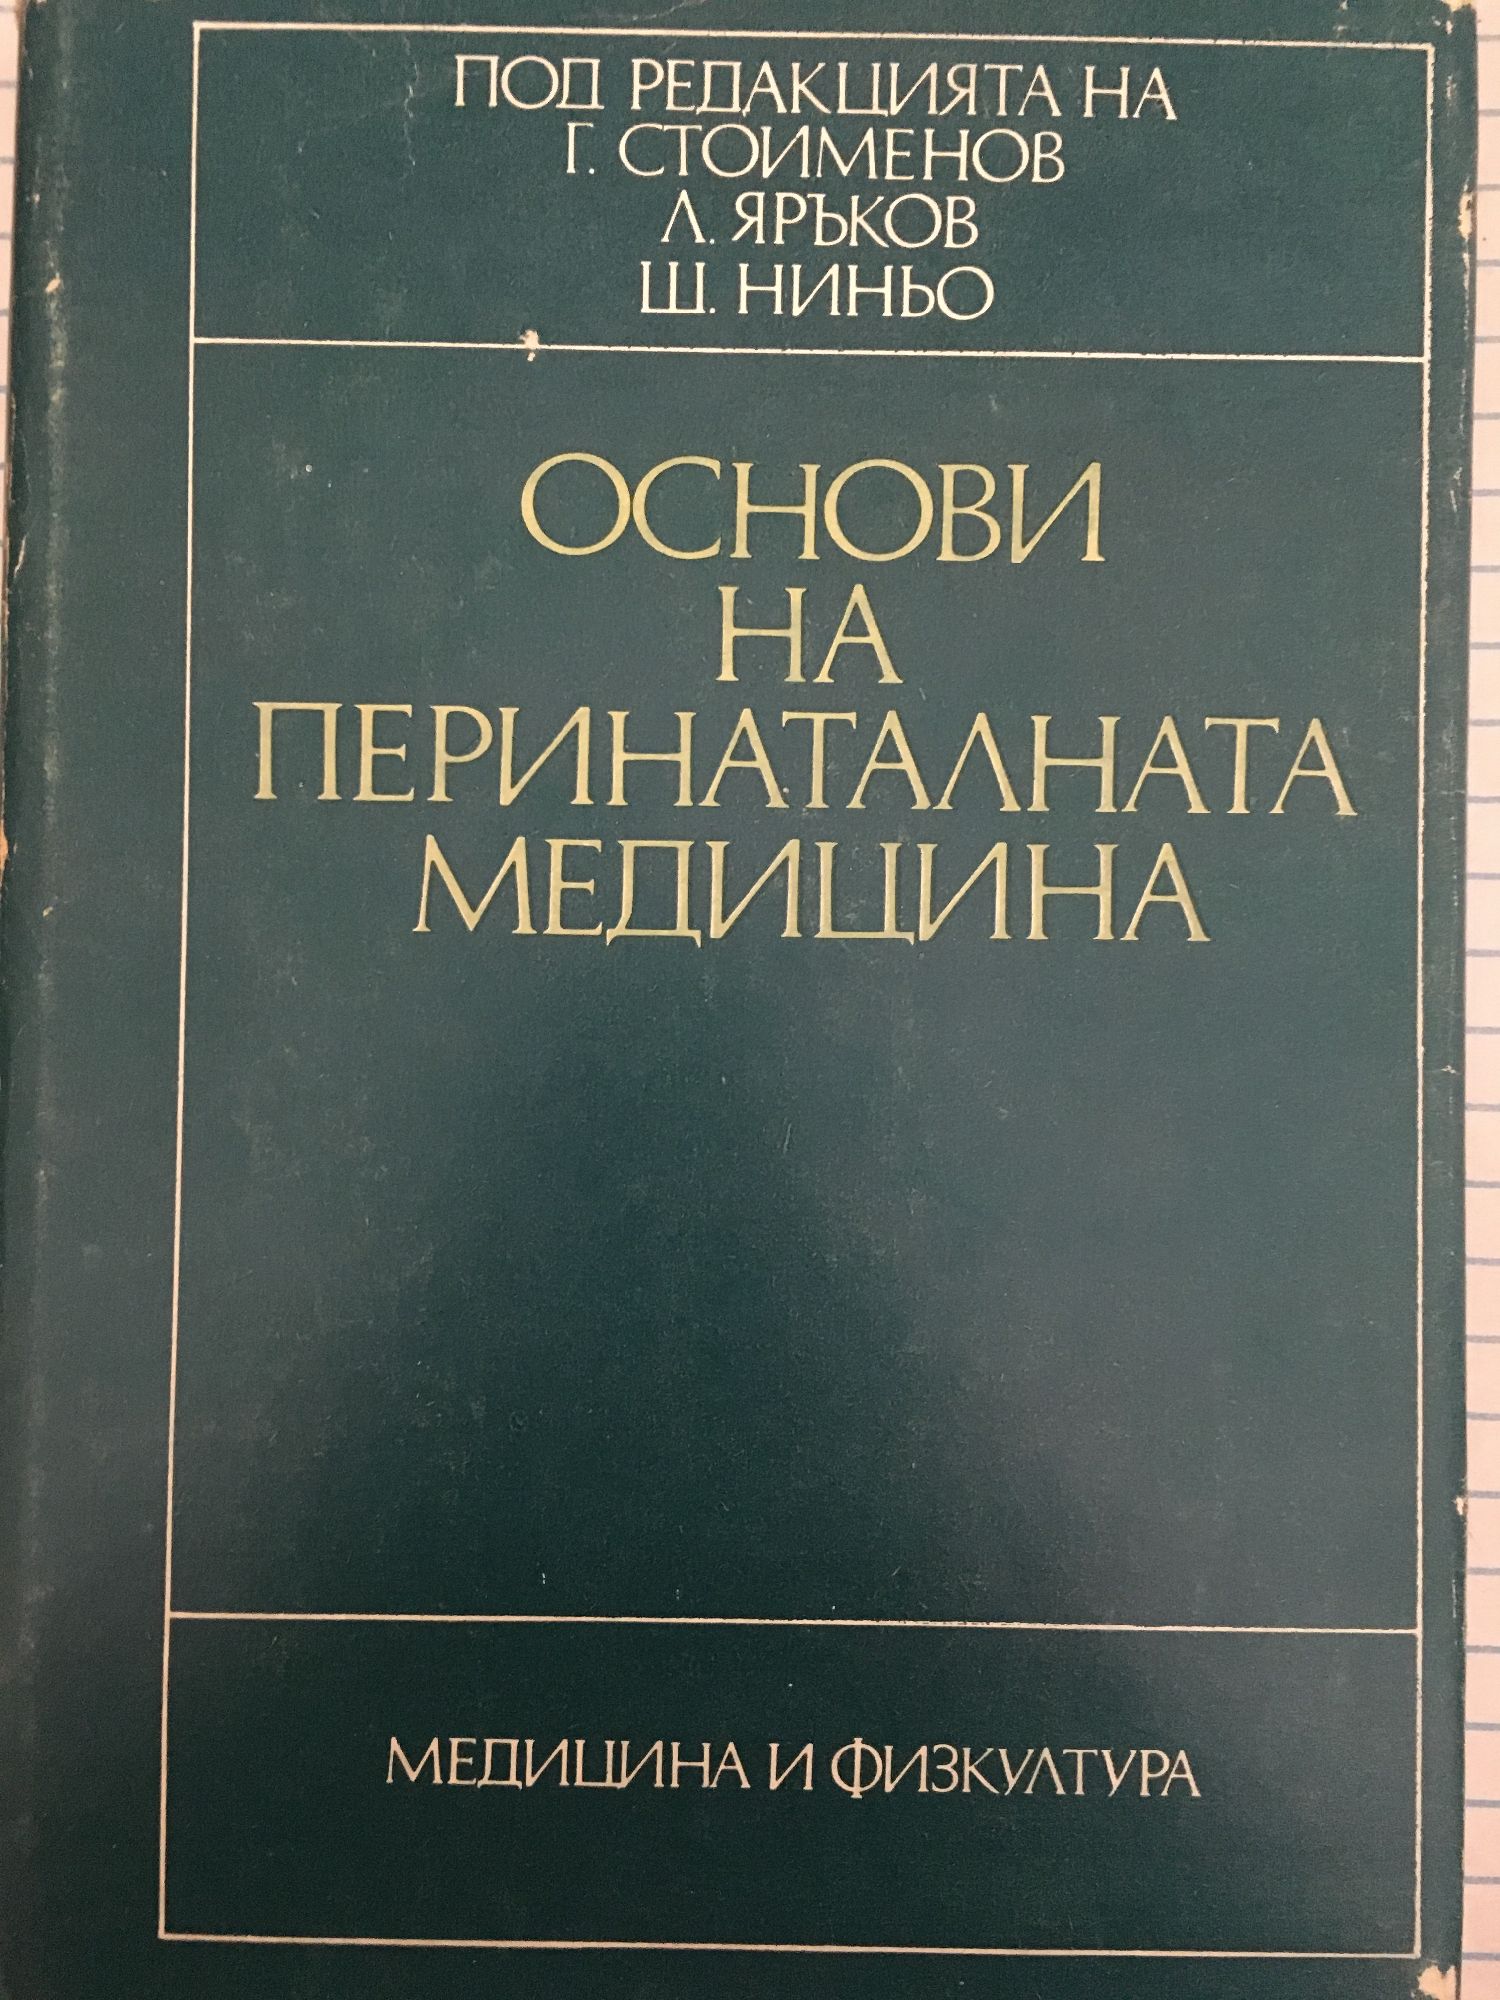 ПОД РЕДАКЦИЯТА НА
Г. СТОИМЕНОВ
Л. ЯРЪКОВ
Ш. НИНЬО
ОСНОВИ
НА
ПЕРИНАТАЛНАТА
МЕДИЦИНА
МЕДИЦИНА И ФИЗКУЛТУРА